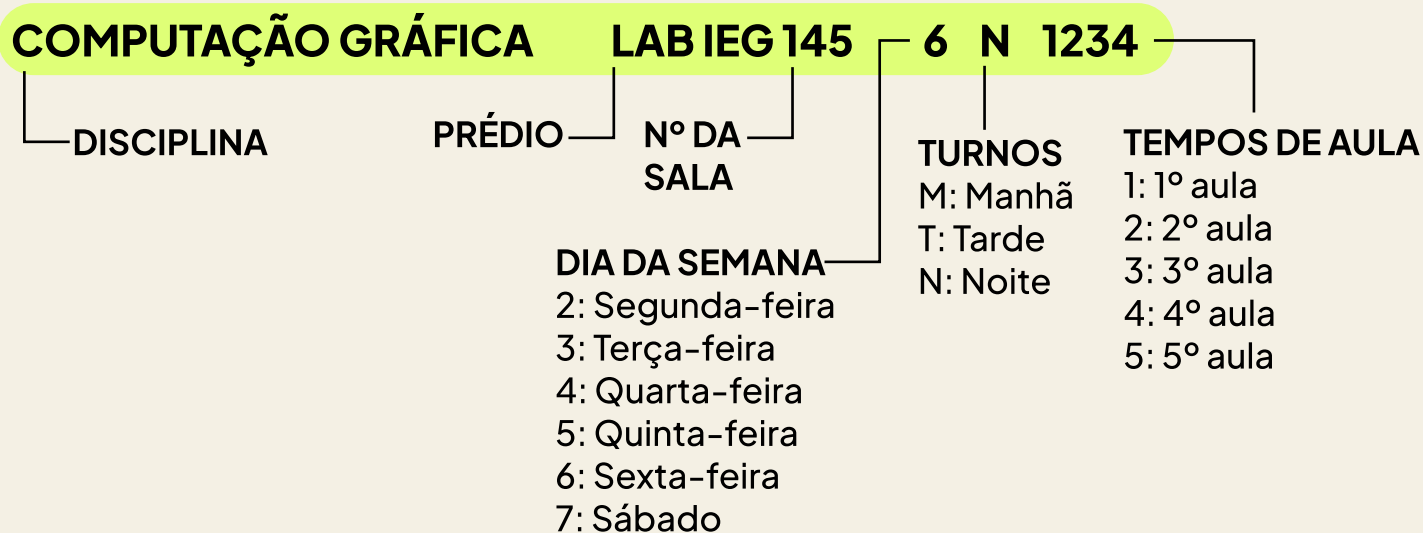 COMPUTAÇÃO GRÁFICA LAB IEG 145 6 N 1234
DISCIPLINA
PRÉDIO
Nº DA
SALA
DIA DA SEMANA
2: Segunda-feira
3: Terça-feira
4: Quarta-feira
5: Quinta-feira
6: Sexta-feira
7: Sábado
TURNOS
M: Manhã
T: Tarde
N: Noite
TEMPOS DE AULA
1: 1º aula
2: 2º aula
3: 3º aula
4: 4º aula
5: 5º aula